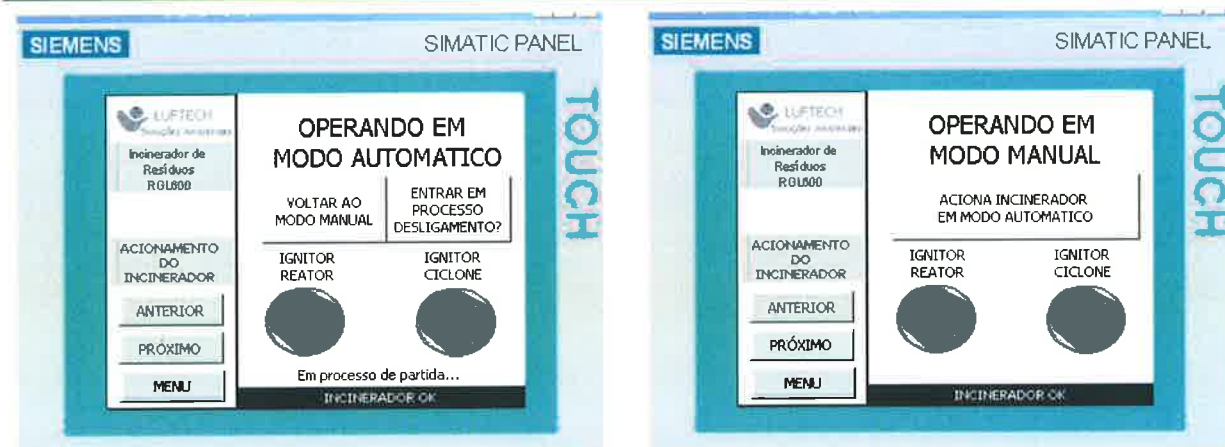 SIEMENS
SIMATIC PANEL
TOUCH
LUFTECH
Incinerador de
Resíduos
RGL600
ACIONAMENTO
DO
INCINERADOR
ANTERIOR
PRÓXIMO
MENU
OPERANDO EM
MODO AUTOMATICO
VOLTAR AO
MODO MANUAL
ENTRAR EM
PROCESSO
DESLIGAMENTO?
IGNITOR
REATOR
IGNITOR
CICLONE
Em processo de partida...
INCINERADOR OK
SIEMENS
SIMATIC PANEL
TOUCH
LUFTECH
Incinerador de
Resíduos
RGL600
ACIONAMENTO
DO
INCINERADOR
ANTERIOR
PRÓXIMO
MENU
OPERANDO EM
MODO MANUAL
ACIONA INCINERADOR
EM MODO AUTOMATICO
IGNITOR
REATOR
IGNITOR
CICLONE
INCINERADOR OK